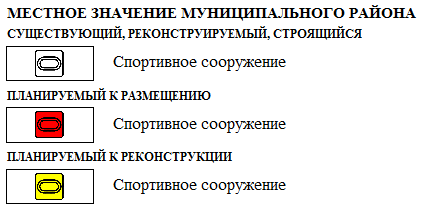 МЕСТНОЕ ЗНАЧЕНИЕ МУНИЦИПАЛЬНОГО РАЙОНА
СУЩЕСТВУЮЩИЙ, РЕКОНСТРУИРУЕМЫЙ, СТРОЯЩИЙСЯ
Спортивное сооружение
ПЛАНИРУЕМЫЙ К РАЗМЕЩЕНИЮ
Спортивное сооружение
ПЛАНИРУЕМЫЙ К РЕКОНСТРУКЦИИ
Спортивное сооружение